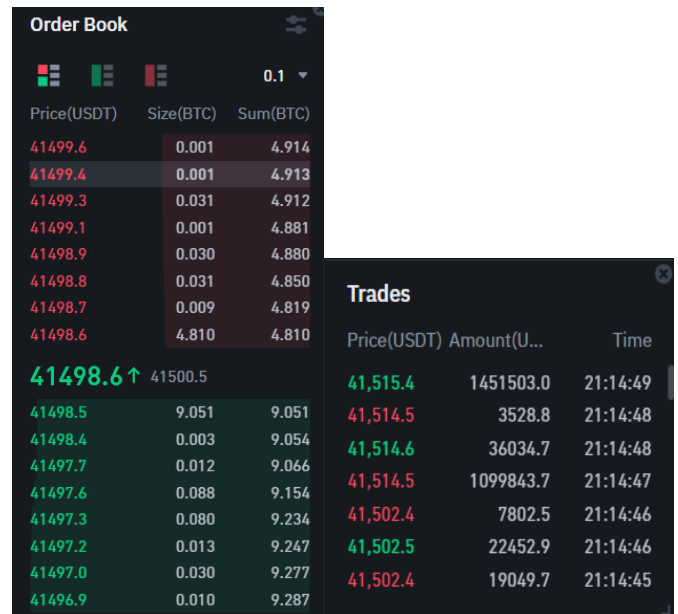 Order Book
0.1
Price(USDT) Size(BTC) Sum(BTC)
41499.6 0.001 4.914
41499.4 0.001 4.913
41499.3 0.031 4.912
41499.1 0.001 4.881
41498.9 0.030 4.880
41498.8 0.031 4.850
41498.7 0.009 4.819
41498.6 4.810 4.810
41498.6↑ 41500.5
41498.5 9.051 9.051
41498.4 0.003 9.054
41497.7 0.012 9.066
41497.6 0.088 9.154
41497.3 0.080 9.234
41497.2 0.013 9.247
41497.0 0.030 9.277
41496.9 0.010 9.287
Trades
Price(USDT) Amount(U... Time
41,515.4 1451503.0 21:14:49
41,514.5 3528.8 21:14:48
41,514.6 36034.7 21:14:48
41,514.5 1099843.7 21:14:47
41,502.4 7802.5 21:14:46
41,502.5 22452.9 21:14:46
41,502.4 19049.7 21:14:45